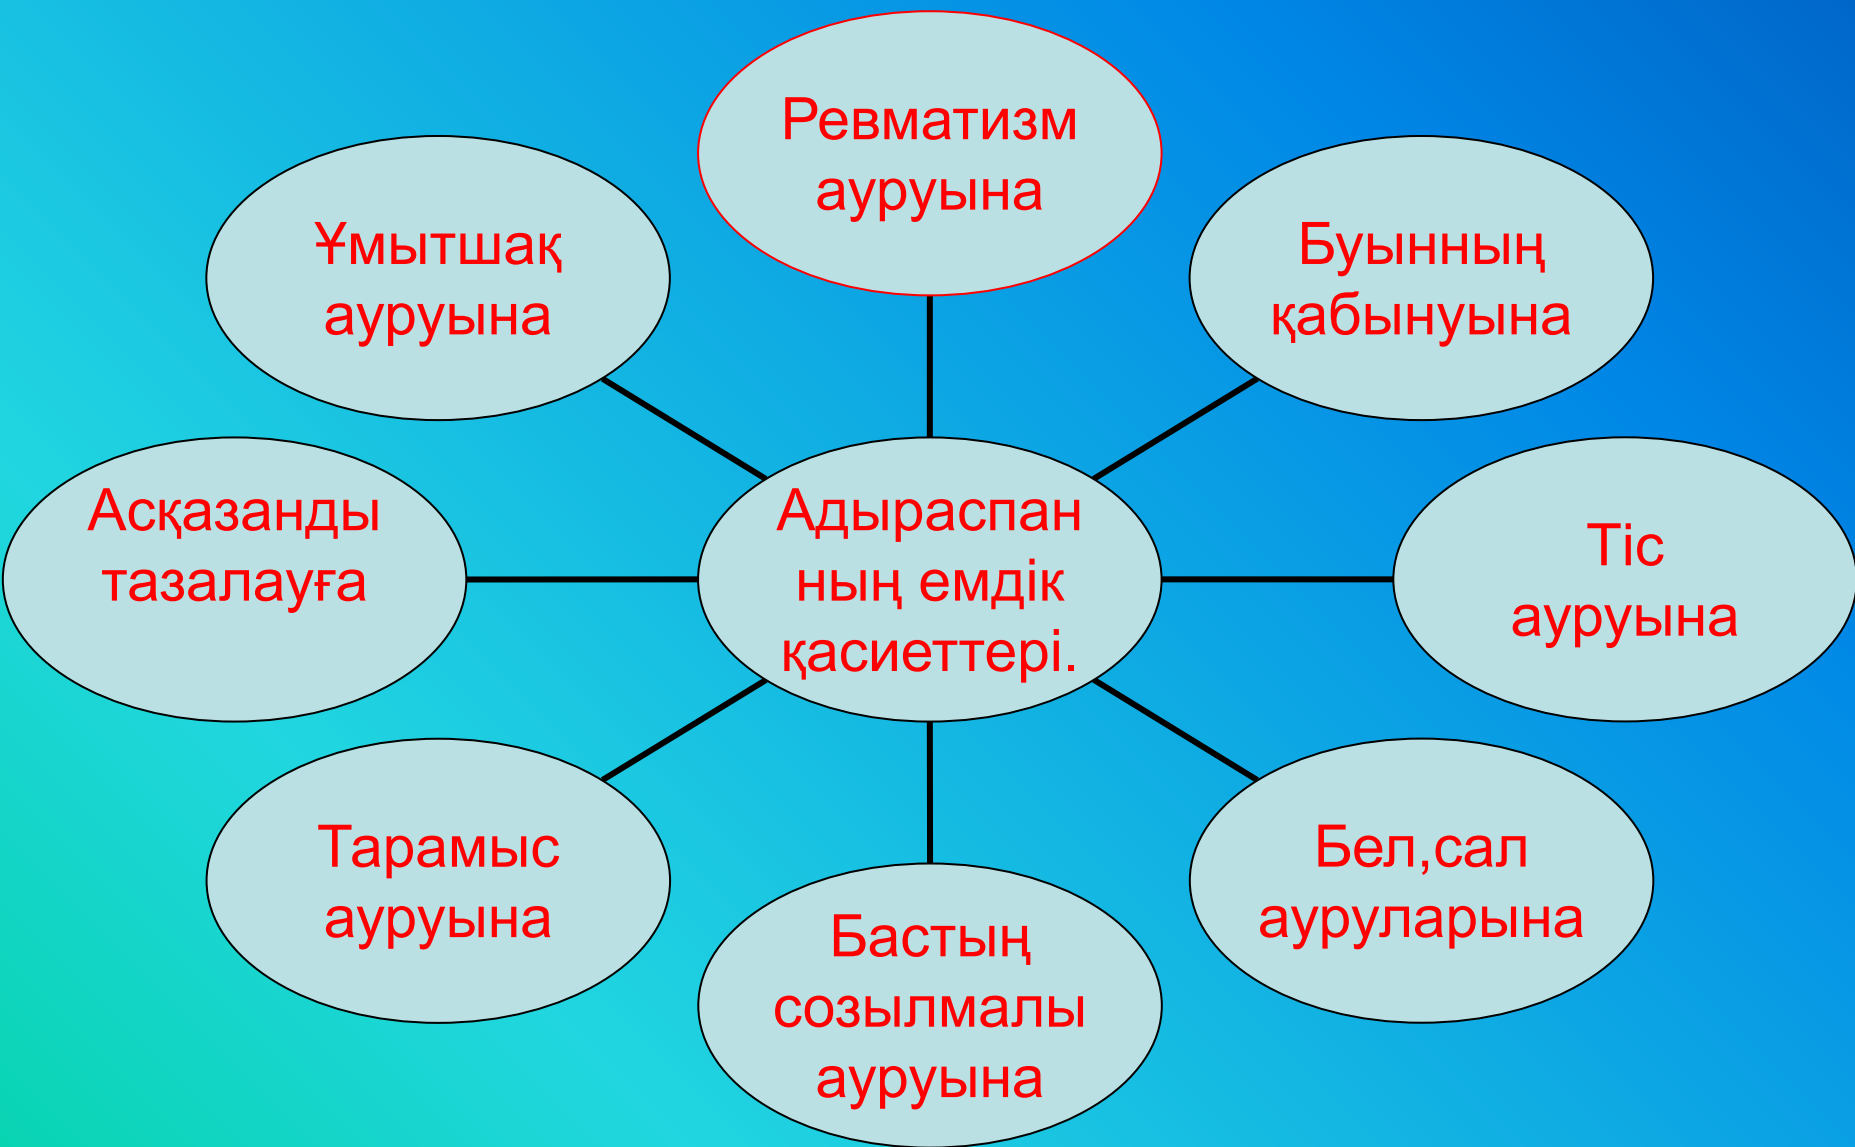 Ревматизм
ауруына
Ұмытшақ
ауруына
Буынның
қабынуына
Асқазанды
тазалауға
Адыраспан
ның емдік
қасиеттері.
Тіс
ауруына
Тарамыс
ауруына
Бел,сал
ауруларына
Бастың
созылмалы
ауруына